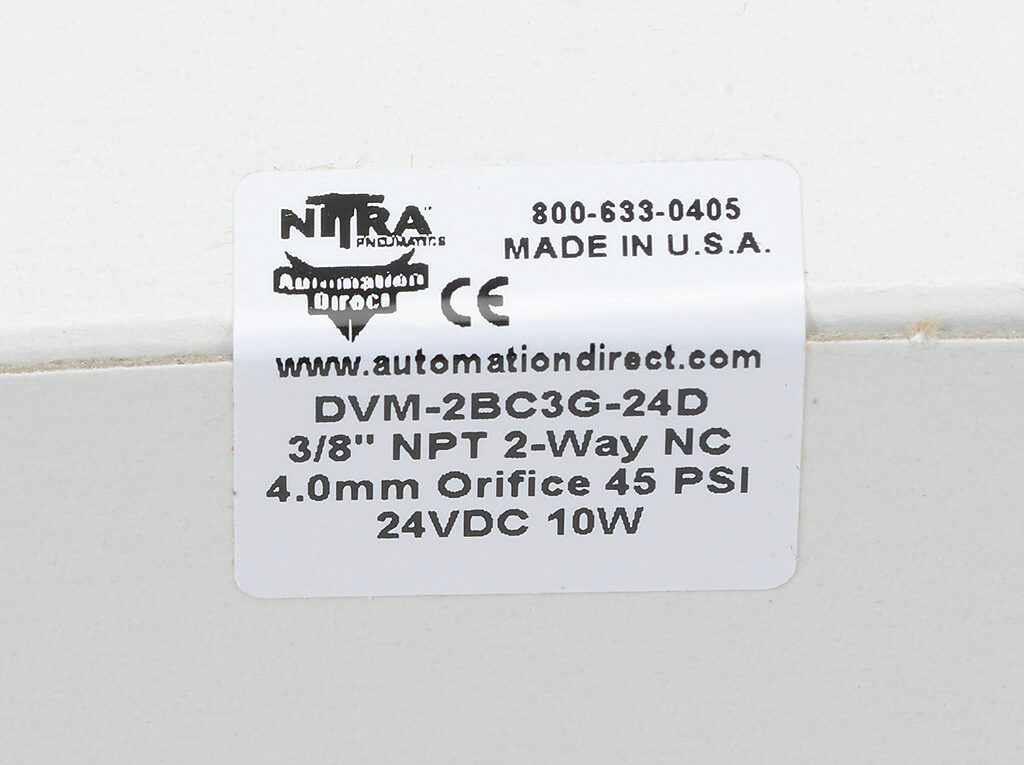 NITRA
PNEUMATICS
800-633-0405
MADE IN U.S.A.
Automation
Direct
CE
www.automationdirect.com
DVM-2BC3G-24D
3/8" NPT 2-Way NC
4.0mm Orifice 45 PSI
24VDC 10W